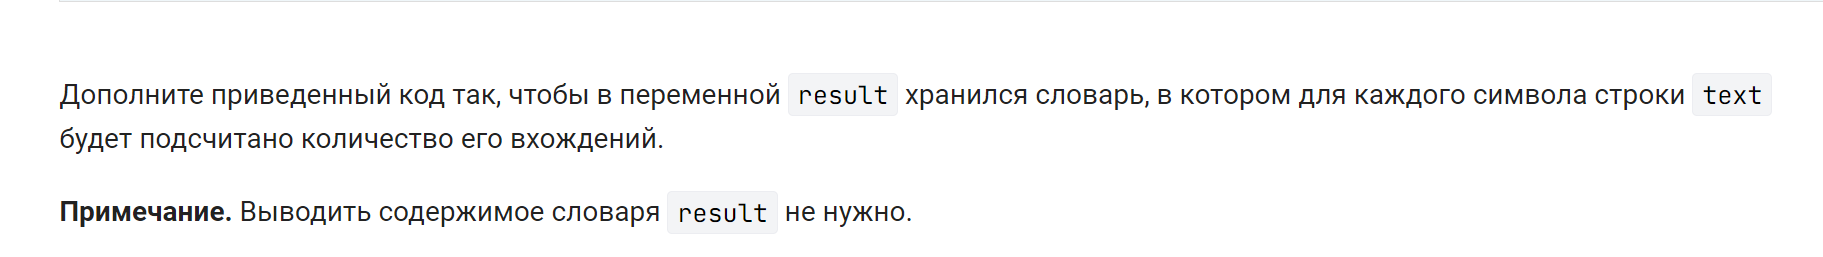 Дополните приведенный код так, чтобы в переменной result хранился словарь, в котором для каждого символа строки text
будет подсчитано количество его вхождений.
Примечание. Выводить содержимое словаря result не нужно.